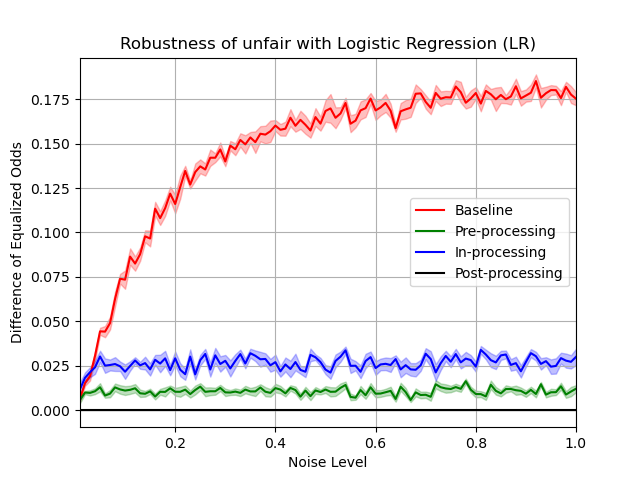 Robustness of unfair with Logistic Regression (LR)
Difference of Equalized Odds
0.175
0.150
0.125
0.100
0.075
0.050
0.025
0.000
Baseline
Pre-processing
In-processing
Post-processing
0.2 0.4 0.6 0.8 1.0
Noise Level